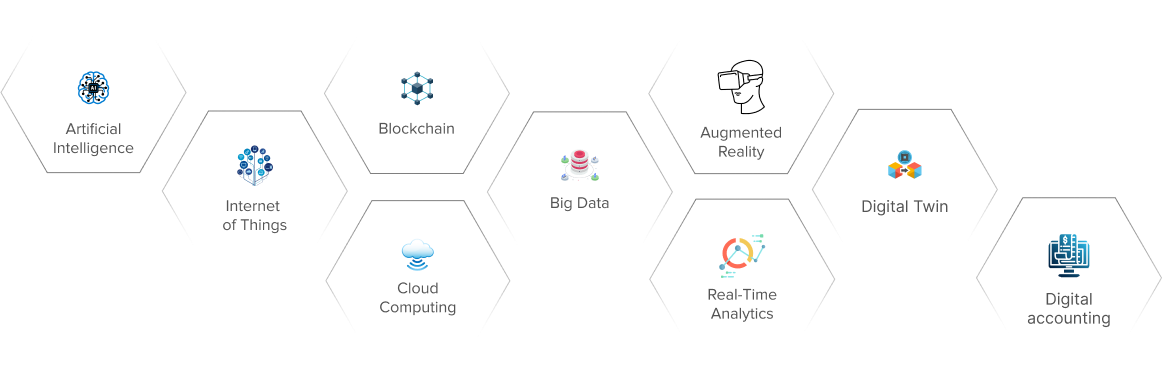 AI
Artificial
Intelligence
Internet
of Things
Blockchain
Cloud
Computing
Big Data
Augmented
Reality
Real-Time
Analytics
Digital Twin
$
Digital
accounting